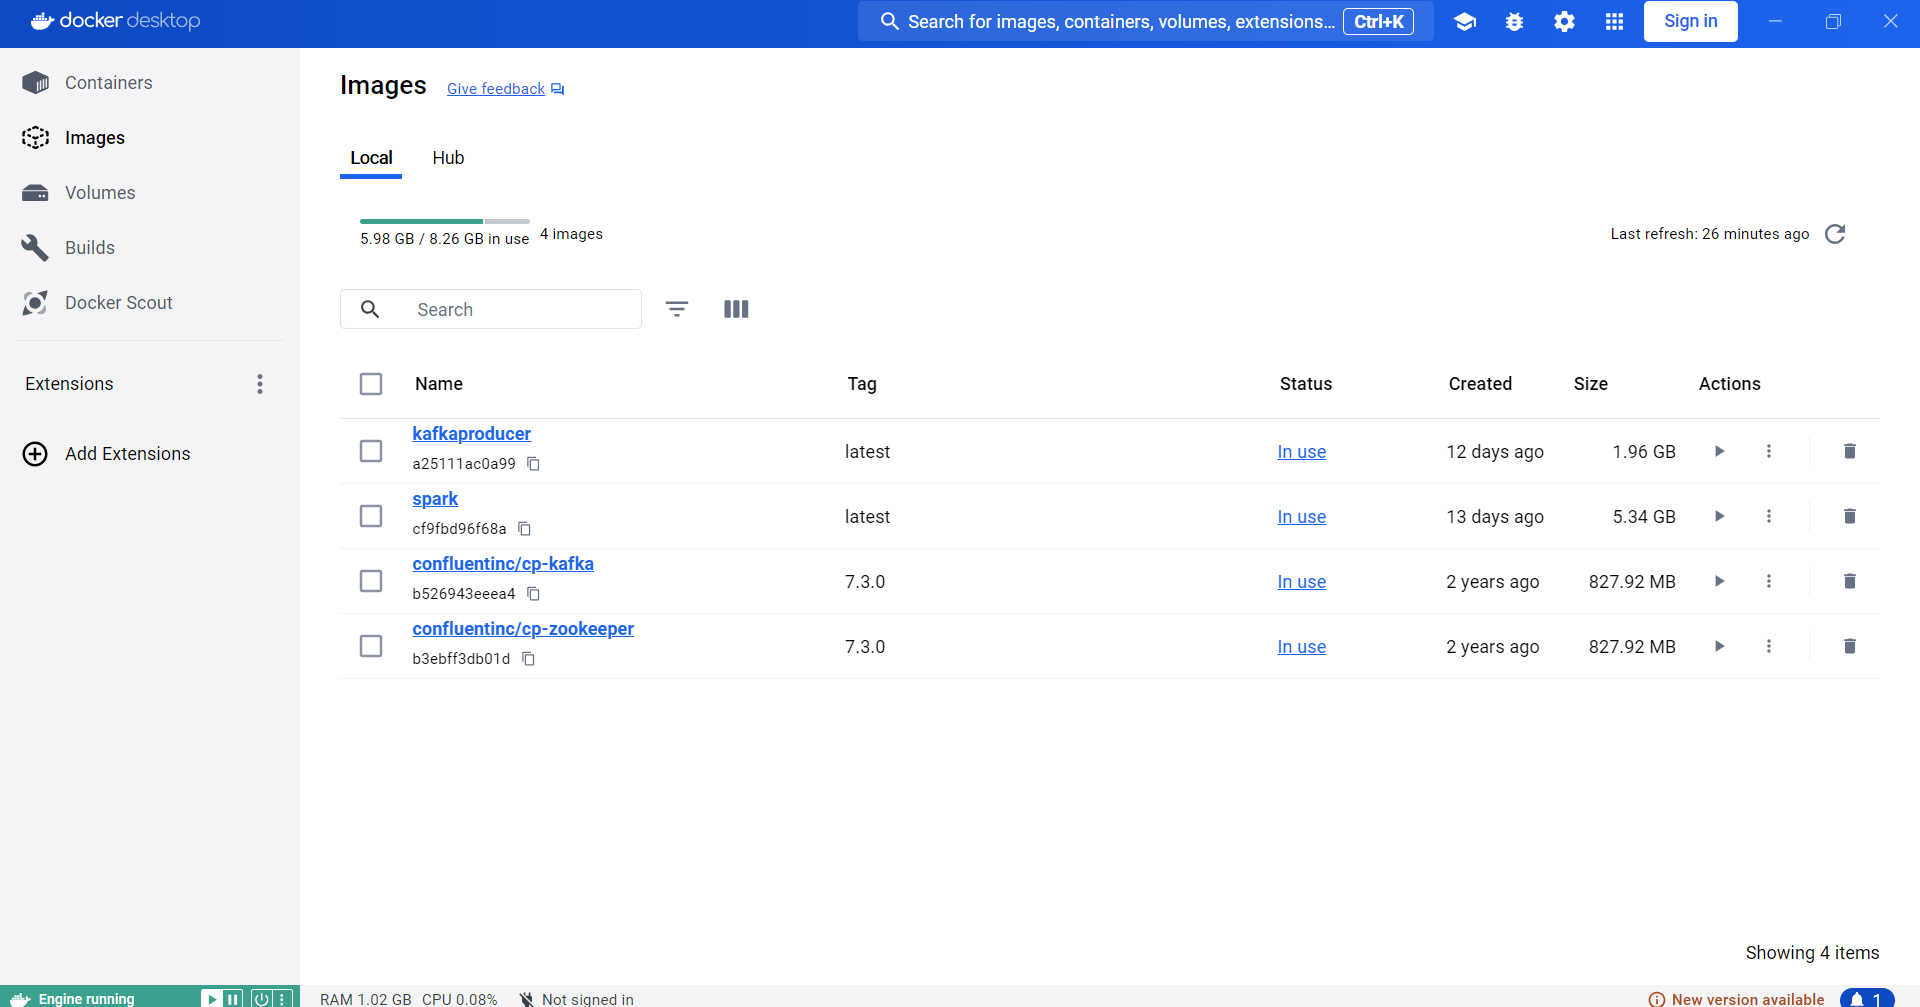 docker desktop
Search for images, containers, volumes, extensions... Ctrl+K
Sign in
Containers
Images
Volumes
Builds
Docker Scout
Extensions
Add Extensions
Images Give feedback
Local Hub
5.98 GB / 8.26 GB in use 4 images
Last refresh: 26 minutes ago
Search
Name Tag Status Created Size Actions
kafkaproducer
a25111ac0a99
latest In use 12 days ago 1.96 GB
spark
cf9fbd96f68a
latest In use 13 days ago 5.34 GB
confluentinc/cp-kafka
b526943eeea4
7.3.0 In use 2 years ago 827.92 MB
confluentinc/cp-zookeeper
b3ebff3db01d
7.3.0 In use 2 years ago 827.92 MB
Showing 4 items
Engine running RAM 1.02 GB CPU 0.08% Not signed in New version available 1